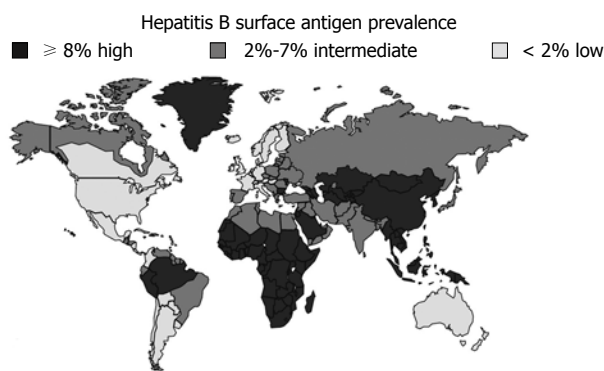 Hepatitis B surface antigen prevalence
≥ 8% high 2%-7% intermediate < 2% low